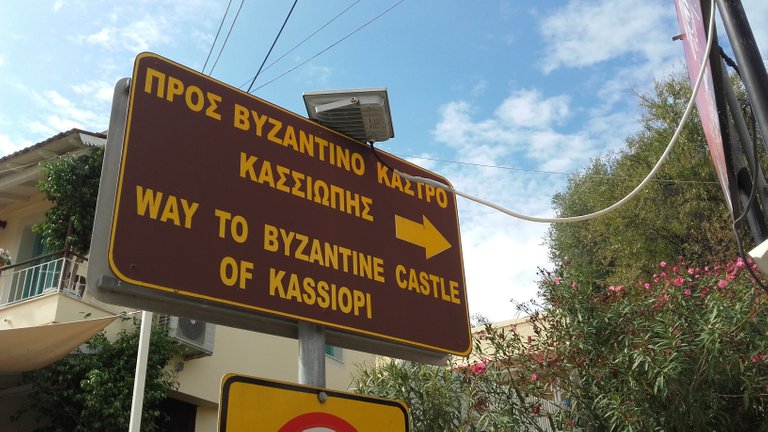 ΠΡΟΣ ΒΥΖΑΝΤΙΝΟ ΚΑΣΤΡΟ
ΚΑΣΣΙΩΠΗΣ
WAY TO BYZANTINE CASTLE
OF KASSIOPI